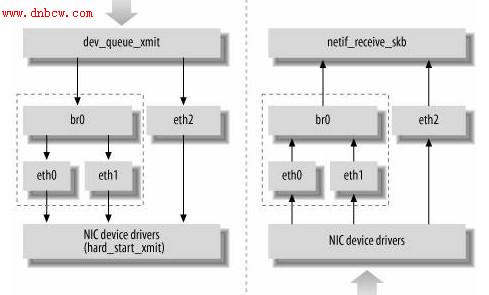 www.dnbcw.com
dev_queue_xmit
br0
eth2
eth0
eth1
NIC device drivers
(hard_start_xmit)
netif_receive_skb
br0
eth2
eth0
eth1
NIC device drivers